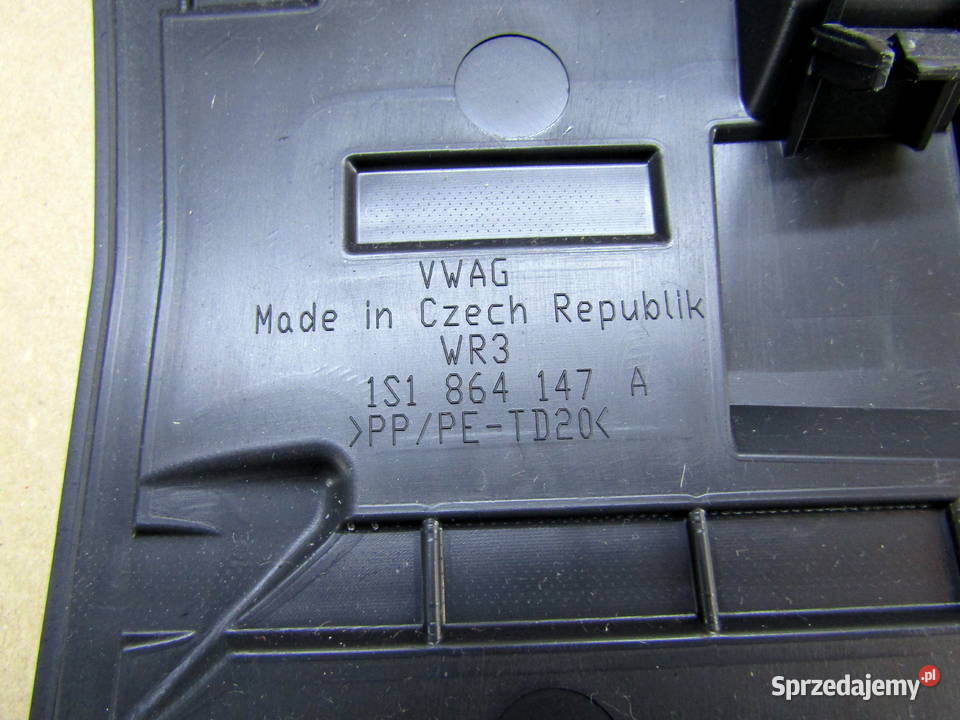 VWAG
Made in Czech Republik
WR3
1S1 864 147 A
>PP/PE-TD20<
Sprzedajemy.pl